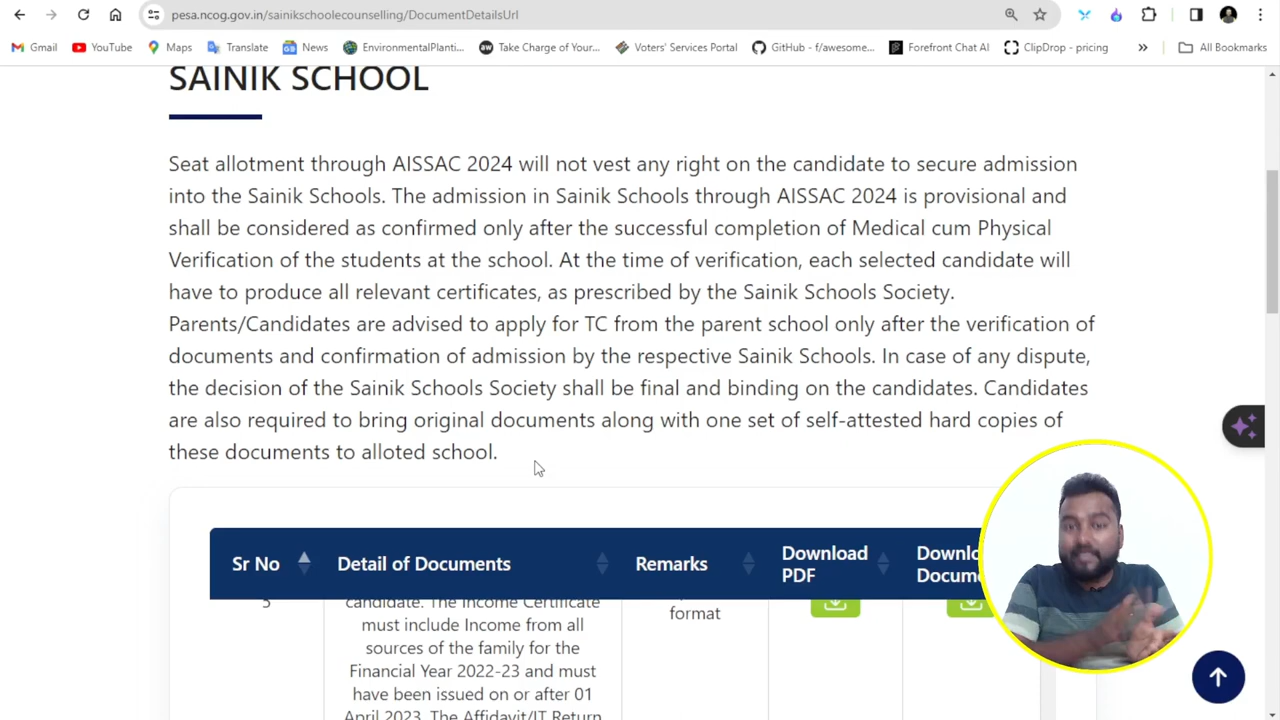 pesa.ncog.gov.in/sainikschoolecounselling/DocumentDetailsUrl
Gmail YouTube Maps Translate News EnvironmentalPlanti... Take Charge of Your... Voters' Services Portal GitHub - f/awesome... Forefront Chat AI ClipDrop - pricing » All Bookmarks
SAINIK SCHOOL
Seat allotment through AISSAC 2024 will not vest any right on the candidate to secure admission
into the Sainik Schools. The admission in Sainik Schools through AISSAC 2024 is provisional and
shall be considered as confirmed only after the successful completion of Medical cum Physical
Verification of the students at the school. At the time of verification, each selected candidate will
have to produce all relevant certificates, as prescribed by the Sainik Schools Society.
Parents/Candidates are advised to apply for TC from the parent school only after the verification of
documents and confirmation of admission by the respective Sainik Schools. In case of any dispute,
the decision of the Sainik Schools Society shall be final and binding on the candidates. Candidates
are also required to bring original documents along with one set of self-attested hard copies of
these documents to alloted school.
Sr No Detail of Documents Remarks Download PDF Downl Docume
5 candidate. The Income Certificate format
must include Income from all
sources of the family for the
Financial Year 2022-23 and must
have been issued on or after 01
April 2023. The Affidavit/IT Return